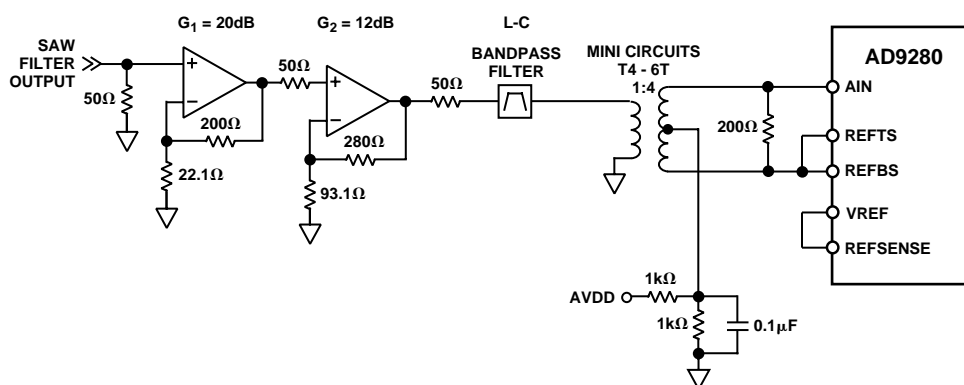 G1 = 20dB
G2 = 12dB
L-C
BANDPASS
FILTER
MINI CIRCUITS
T4 - 6T
1:4
AD9280
SAW
FILTER
OUTPUT
50Ω
+
−
200Ω
22.1Ω
50Ω
+
−
280Ω
93.1Ω
50Ω
200Ω
AIN
REFTS
REFBS
VREF
REFSENSE
AVDD
1kΩ
1kΩ
0.1μF